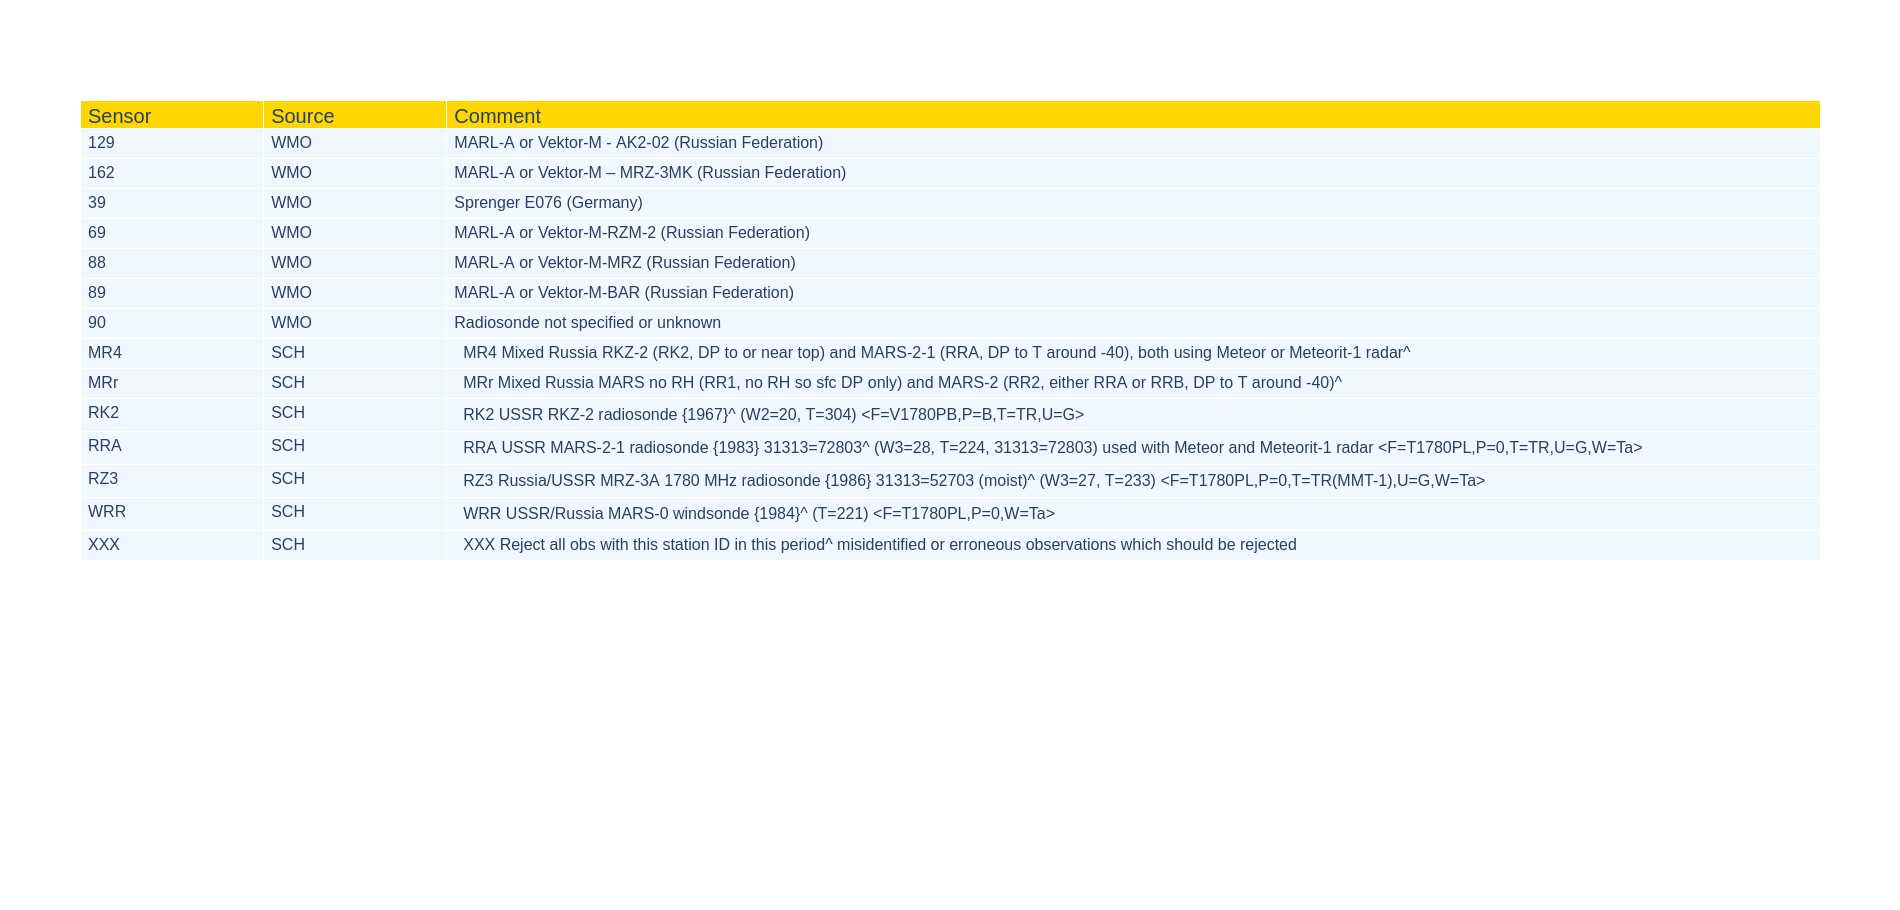 Sensor Source Comment
129 WMO MARL-A or Vektor-M - AK2-02 (Russian Federation)
162 WMO MARL-A or Vektor-M – MRZ-3MK (Russian Federation)
39 WMO Sprenger E076 (Germany)
69 WMO MARL-A or Vektor-M-RZM-2 (Russian Federation)
88 WMO MARL-A or Vektor-M-MRZ (Russian Federation)
89 WMO MARL-A or Vektor-M-BAR (Russian Federation)
90 WMO Radiosonde not specified or unknown
MR4 SCH MR4 Mixed Russia RKZ-2 (RK2, DP to or near top) and MARS-2-1 (RRA, DP to T around -40), both using Meteor or Meteorit-1 radar^
MRr SCH MRr Mixed Russia MARS no RH (RR1, no RH so sfc DP only) and MARS-2 (RR2, either RRA or RRB, DP to T around -40)^
RK2 SCH RK2 USSR RKZ-2 radiosonde {1967}^ (W2=20, T=304) <F=V1780PB,P=B,T=TR,U=G>
RRA SCH RRA USSR MARS-2-1 radiosonde {1983} 31313=72803^ (W3=28, T=224, 31313=72803) used with Meteor and Meteorit-1 radar <F=T1780PL,P=0,T=TR,U=G,W=Ta>
RZ3 SCH RZ3 Russia/USSR MRZ-3A 1780 MHz radiosonde {1986} 31313=52703 (moist)^ (W3=27, T=233) <F=T1780PL,P=0,T=TR(MMT-1),U=G,W=Ta>
WRR SCH WRR USSR/Russia MARS-0 windsonde {1984}^ (T=221) <F=T1780PL,P=0,W=Ta>
XXX SCH XXX Reject all obs with this station ID in this period^ misidentified or erroneous observations which should be rejected